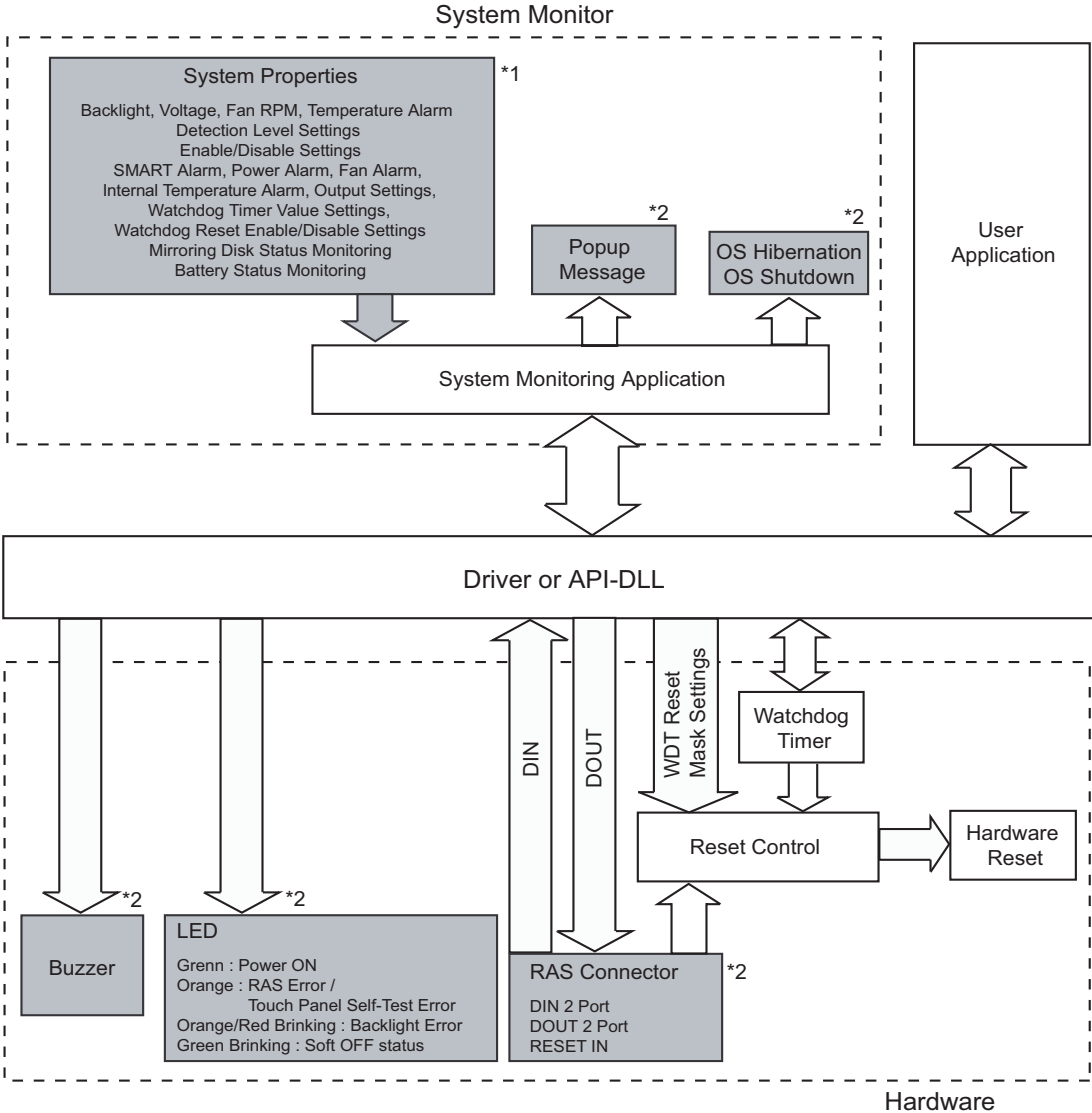 System Monitor
System Properties
*1
Backlight, Voltage, Fan RPM, Temperature Alarm
Detection Level Settings
Enable/Disable Settings
SMART Alarm, Power Alarm, Fan Alarm,
Internal Temperature Alarm, Output Settings,
Watchdog Timer Value Settings,
Watchdog Reset Enable/Disable Settings
Mirroring Disk Status Monitoring
Battery Status Monitoring
*2
Popup
Message
*2
OS Hibernation
OS Shutdown
User
Application
System Monitoring Application
Driver or API-DLL
DIN
DOUT
WDT Reset
Mask Settings
Watchdog
Timer
Reset Control
Hardware
Reset
*2
Buzzer
*2
LED
Grenn : Power ON
Orange : RAS Error /
Touch Panel Self-Test Error
Orange/Red Brinking : Backlight Error
Green Brinking : Soft OFF status
*2
RAS Connector
DIN 2 Port
DOUT 2 Port
RESET IN
Hardware